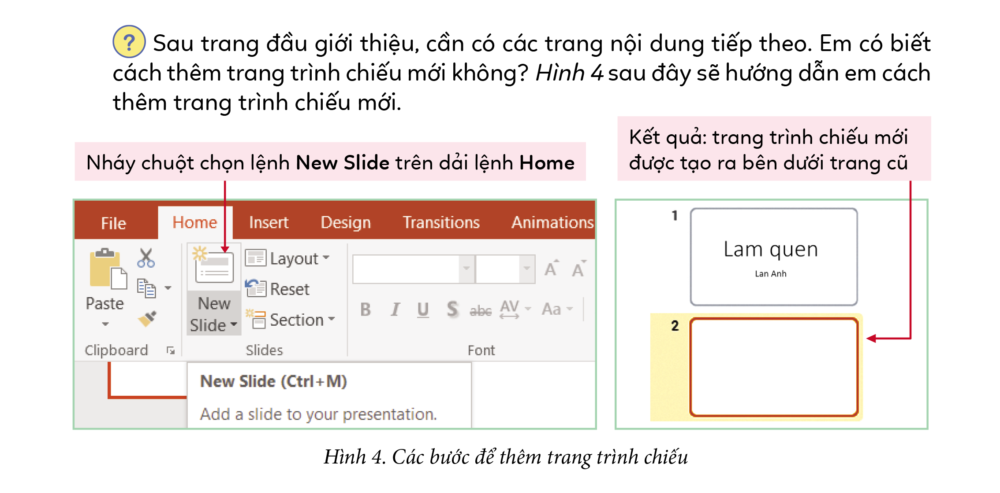 ? Sau trang đầu giới thiệu, cần có các trang nội dung tiếp theo. Em có biết
cách thêm trang trình chiếu mới không? Hình 4 sau đây sẽ hướng dẫn em cách
thêm trang trình chiếu mới.
Nháy chuột chọn lệnh New Slide trên dải lệnh Home
Kết quả: trang trình chiếu mới
được tạo ra bên dưới trang cũ
File Home Insert Design Transitions Animations
Paste
New
Slide
Layout
Reset
Section
A A
B I U S abc AV Aa
Clipboard Slides Font
New Slide (Ctrl+M)
Add a slide to your presentation.
1
Lam quen
Lan Anh
2
Hình 4. Các bước để thêm trang trình chiếu